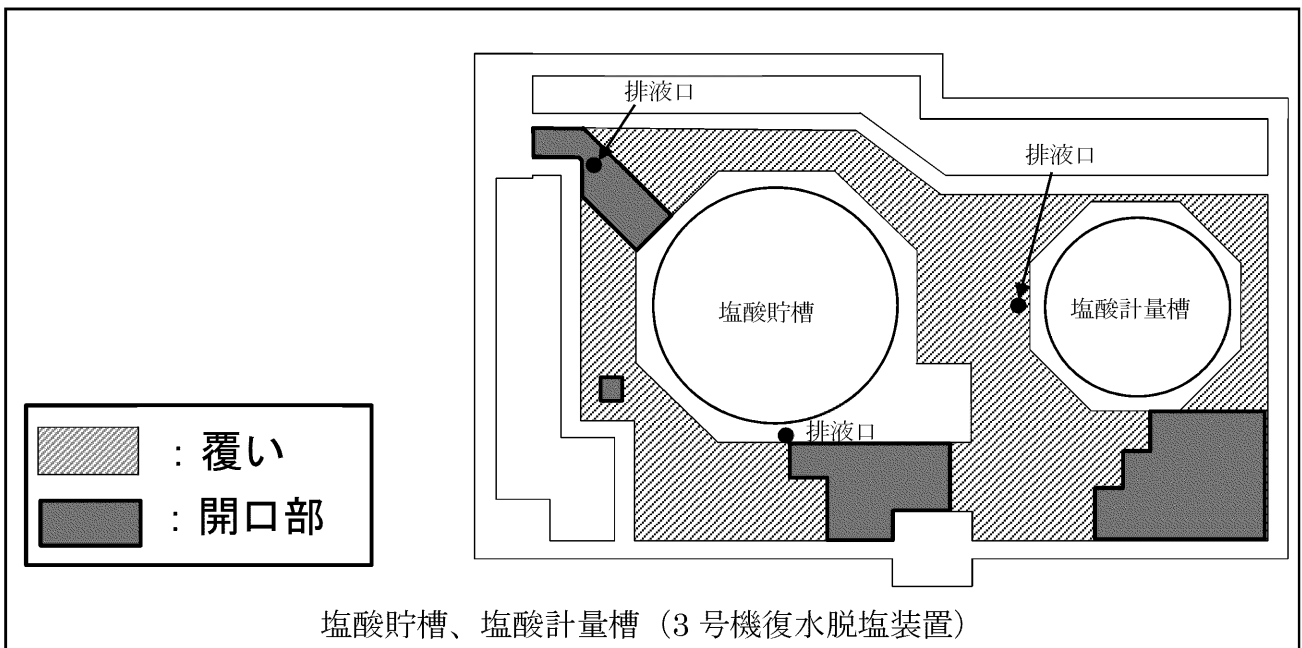 排液口
排液口
塩酸貯槽
塩酸計量槽
排液口
：覆い
：開口部
塩酸貯槽、塩酸計量槽（3 号機復水脱塩装置）